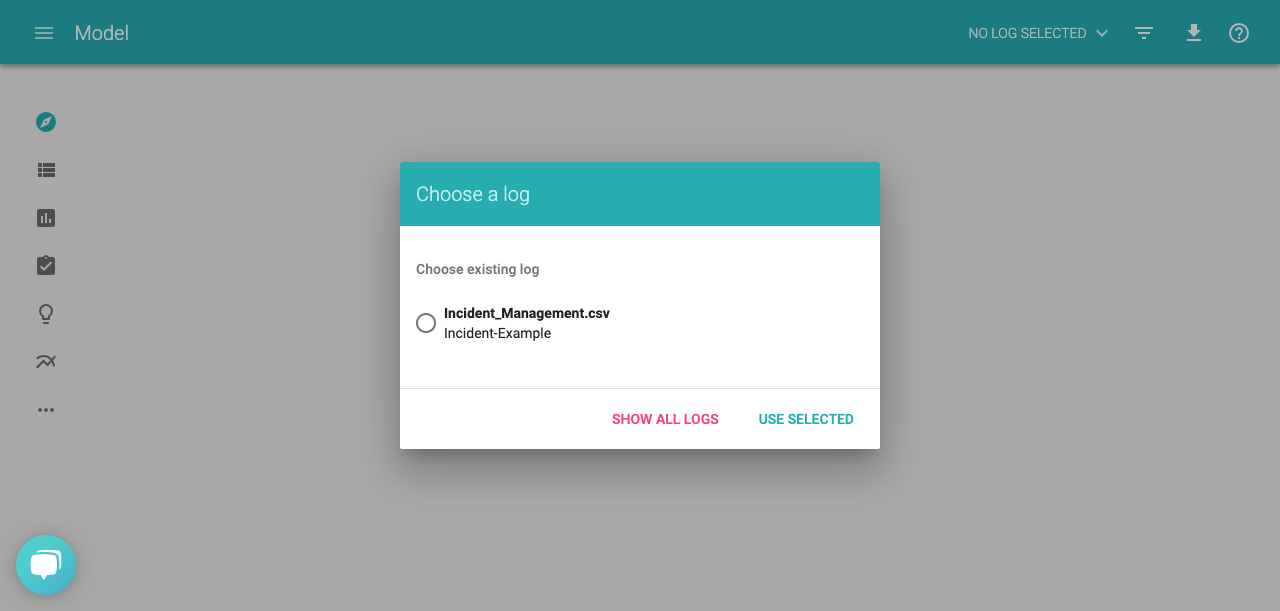 Model
NO LOG SELECTED
Choose a log
Choose existing log
Incident_Management.csv
Incident-Example
SHOW ALL LOGS
USE SELECTED